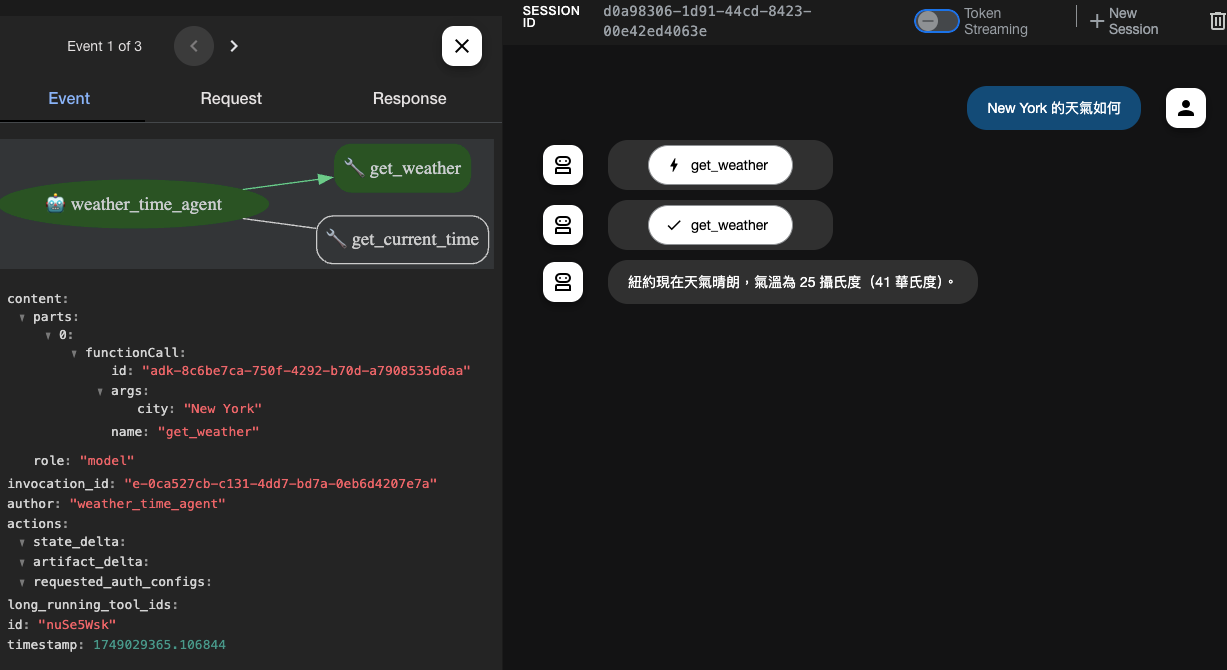 Event 1 of 3
Event
Request
Response
get_weather
weather_time_agent
get_current_time
content:
parts:
0:
functionCall:
id: "adk-8c6be7ca-750f-4292-b70d-a7908535d6aa"
args:
city: "New York"
name: "get_weather"
role: "model"
invocation_id: "e-0ca527cb-c131-4dd7-bd7a-0eb6d4207e7a"
author: "weather_time_agent"
actions:
state_delta:
artifact_delta:
requested_auth_configs:
long_running_tool_ids:
id: "nuSe5Wsk"
timestamp: 1749029365.106844
SESSION
ID
d0a98306-1d91-44cd-8423-
00e42ed4063e
Token
Streaming
New
Session
New York 的天氣如何
get_weather
get_weather
紐約現在天氣晴朗，氣溫為 25 攝氏度（41 華氏度）。